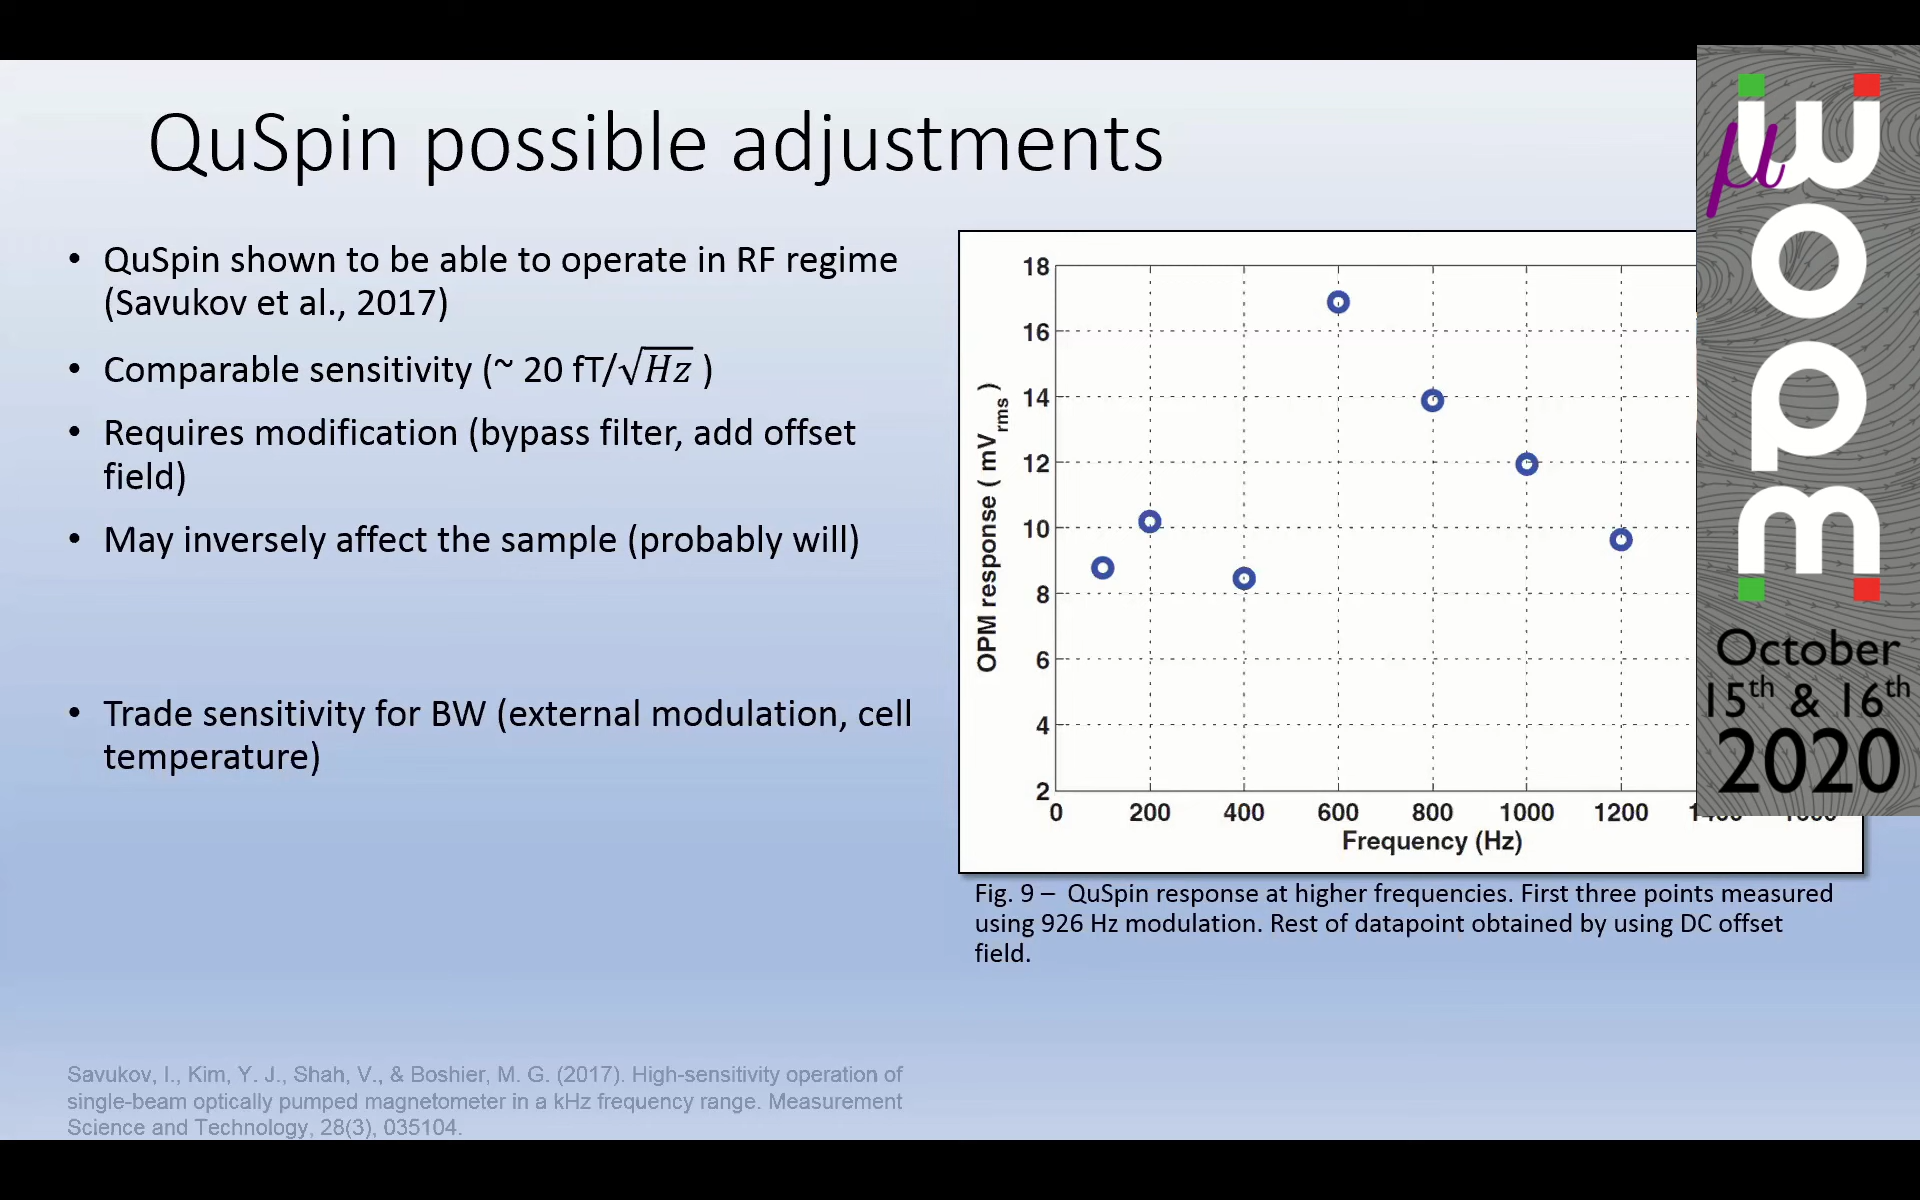 QuSpin possible adjustments
• QuSpin shown to be able to operate in RF regime
(Savukov et al., 2017)
• Comparable sensitivity (~ 20 fT/√Hz )
• Requires modification (bypass filter, add offset
field)
• May inversely affect the sample (probably will)
• Trade sensitivity for BW (external modulation, cell
temperature)
Savukov, I., Kim, Y. J., Shah, V., & Boshier, M. G. (2017). High-sensitivity operation of
single-beam optically pumped magnetometer in a kHz frequency range. Measurement
Science and Technology, 28(3), 035104.
OPM response ( mVrms)
18
16
14
12
10
8
6
4
2
0 200 400 600 800 1000 1200
Frequency (Hz)
Fig. 9 – QuSpin response at higher frequencies. First three points measured
using 926 Hz modulation. Rest of datapoint obtained by using DC offset
field.
μ
wopm
October
15th & 16th
2020